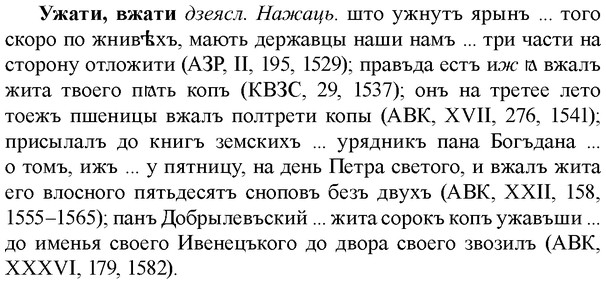 Ужати, вжати дзеясл. Нажаць. што ужнутъ ярынъ ... того
скоро по жнивѣхъ, мають державцы наши намъ ... три части на
сторону отложити (АЗР, II, 195, 1529); правъда естъ иж ꙗ вжалъ
жита твоего пꙗть копъ (КВЗС, 29, 1537); онъ на третее лето
тоежъ пшеницы вжалъ полтрети копы (АВК, XVII, 276, 1541);
присылалъ до книгъ земскихъ ... урядникъ пана Богъдана ...
о томъ, ижъ ... у пятницу, на день Петра светого, и вжалъ жита
его влосного пятьдесятъ сноповъ безъ двухъ (АВК, XXII, 158,
1555–1565); панъ Добрылевъский ... жита сорокъ копъ ужавъши ...
до именья своего Ивенецъкого до двора своего звозилъ (АВК,
XXXVI, 179, 1582).